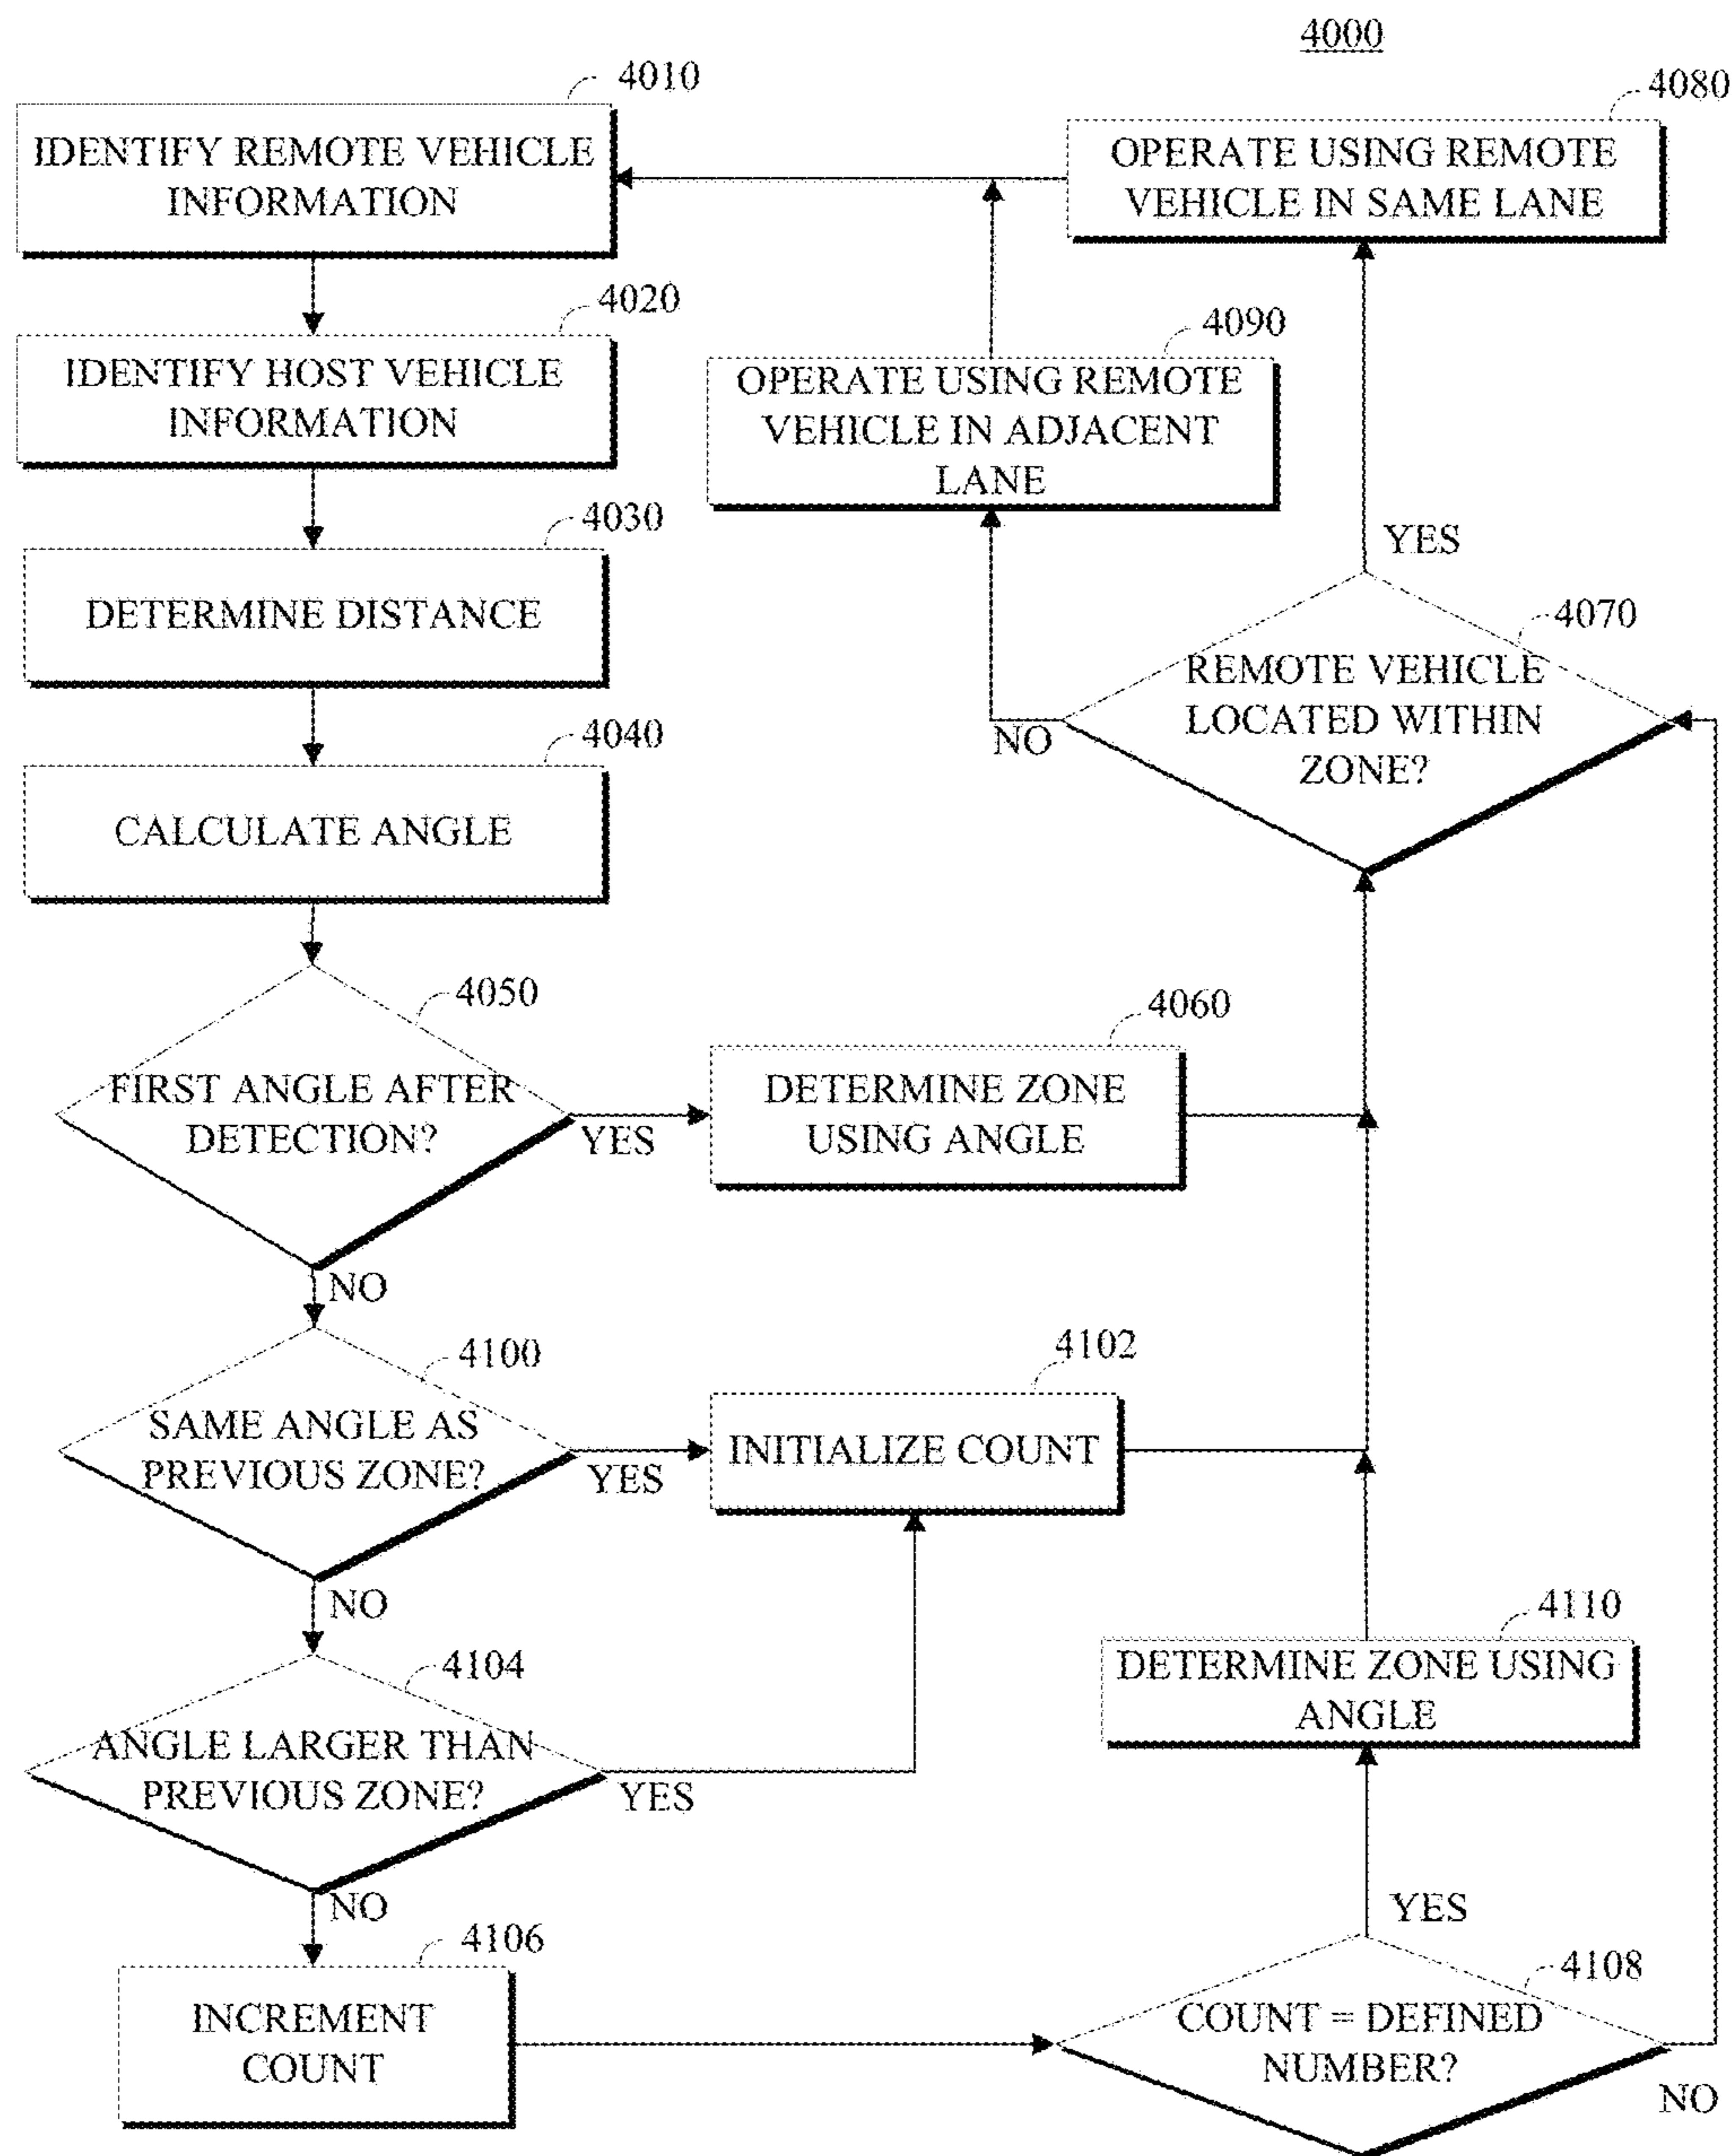 4000
4010
IDENTIFY REMOTE VEHICLE
INFORMATION
4080
OPERATE USING REMOTE
VEHICLE IN SAME LANE
4020
IDENTIFY HOST VEHICLE
INFORMATION
4090
OPERATE USING REMOTE
VEHICLE IN ADJACENT
LANE
4030
DETERMINE DISTANCE
YES
4070
REMOTE VEHICLE
LOCATED WITHIN
ZONE?
NO
4040
CALCULATE ANGLE
4050
FIRST ANGLE AFTER
DETECTION?
YES
NO
4060
DETERMINE ZONE
USING ANGLE
4100
SAME ANGLE AS
PREVIOUS ZONE?
YES
NO
4102
INITIALIZE COUNT
4104
ANGLE LARGER THAN
PREVIOUS ZONE?
YES
NO
4110
DETERMINE ZONE USING
ANGLE
4106
INCREMENT
COUNT
YES
4108
COUNT = DEFINED
NUMBER?
NO